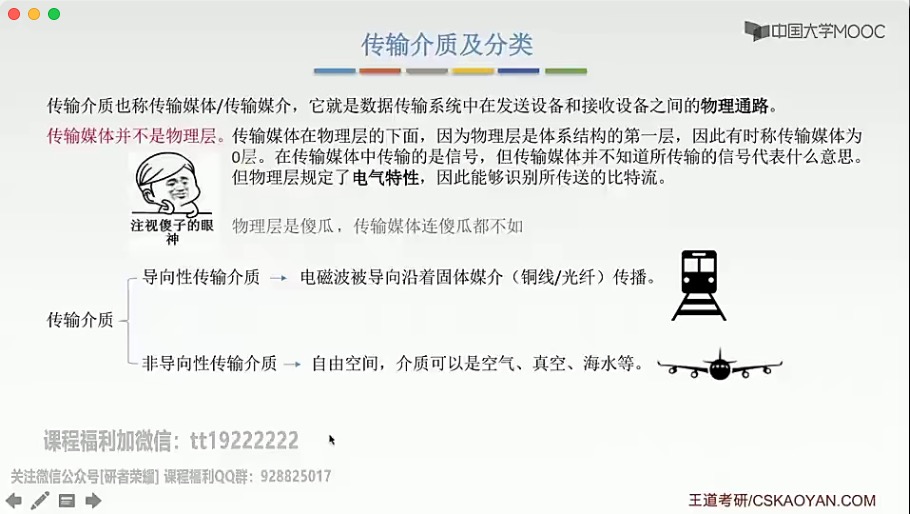 中国大学MOOC
传输介质及分类
传输介质也称传输媒体/传输媒介，它就是数据传输系统中在发送设备和接收设备之间的物理通路。
传输媒体并不是物理层。传输媒体在物理层的下面，因为物理层是体系结构的第一层，因此有时称传输媒体为
0层。在传输媒体中传输的是信号，但传输媒体并不知道所传输的信号代表什么意思。
但物理层规定了电气特性，因此能够识别所传送的比特流。
注视傻子的眼
神
物理层是傻瓜，传输媒体连傻瓜都不如
导向性传输介质 → 电磁波被导向沿着固体媒介（铜线/光纤）传播。
传输介质
非导向性传输介质 → 自由空间，介质可以是空气、真空、海水等。
课程福利加微信：tt19222222
关注微信公众号[研者荣耀] 课程福利QQ群：928825017
王道考研/CSKAOYAN.COM